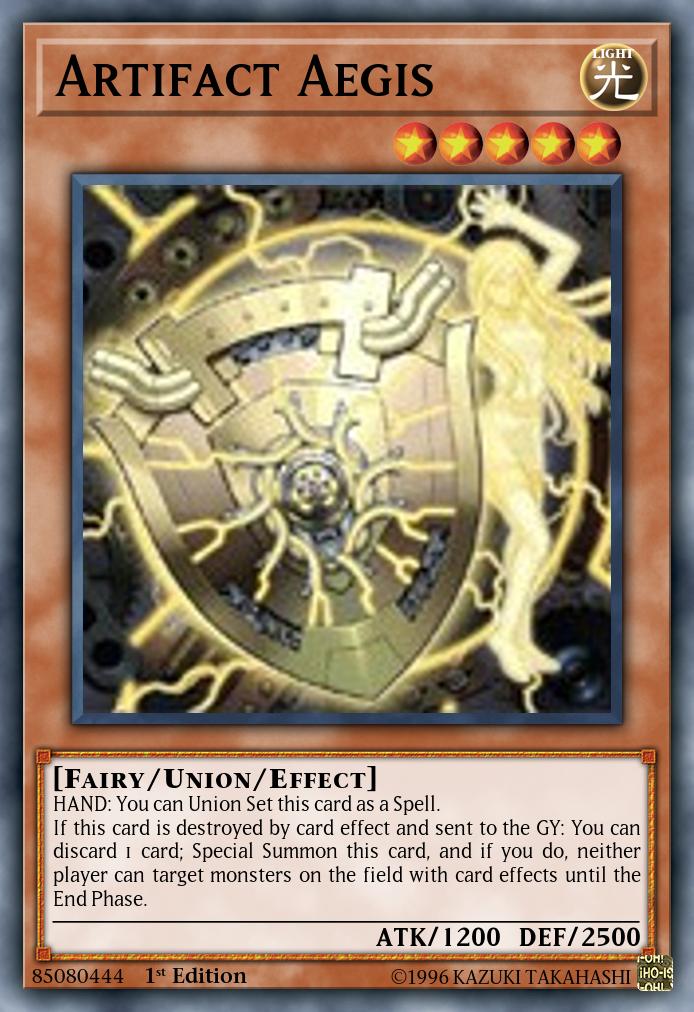 Artifact Aegis
LIGHT
光
[Fairy/Union/Effect]
HAND: You can Union Set this card as a Spell.
If this card is destroyed by card effect and sent to the GY: You can
discard 1 card; Special Summon this card, and if you do, neither
player can target monsters on the field with card effects until the
End Phase.
ATK/1200 DEF/2500
85080444 1st Edition ©1996 KAZUKI TAKAHASHI